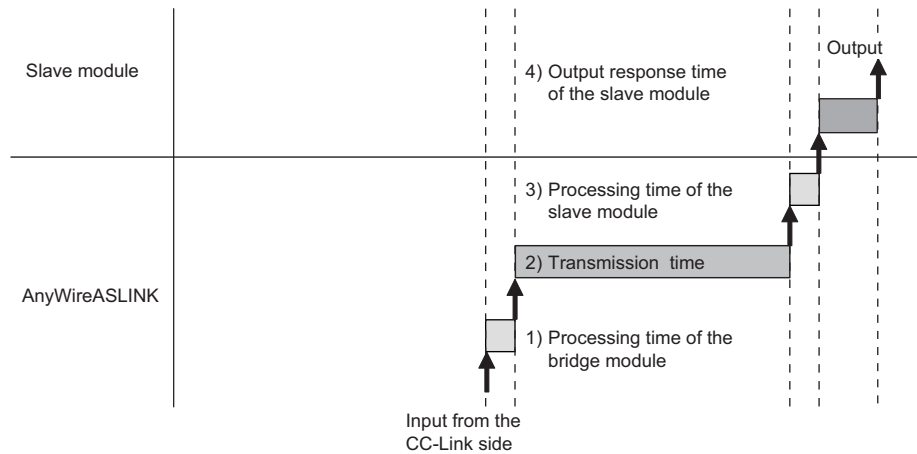 Output
Slave module
4) Output response time
of the slave module
3) Processing time of the
slave module
2) Transmission time
AnyWireASLINK
1) Processing time of the
bridge module
Input from the
CC-Link side